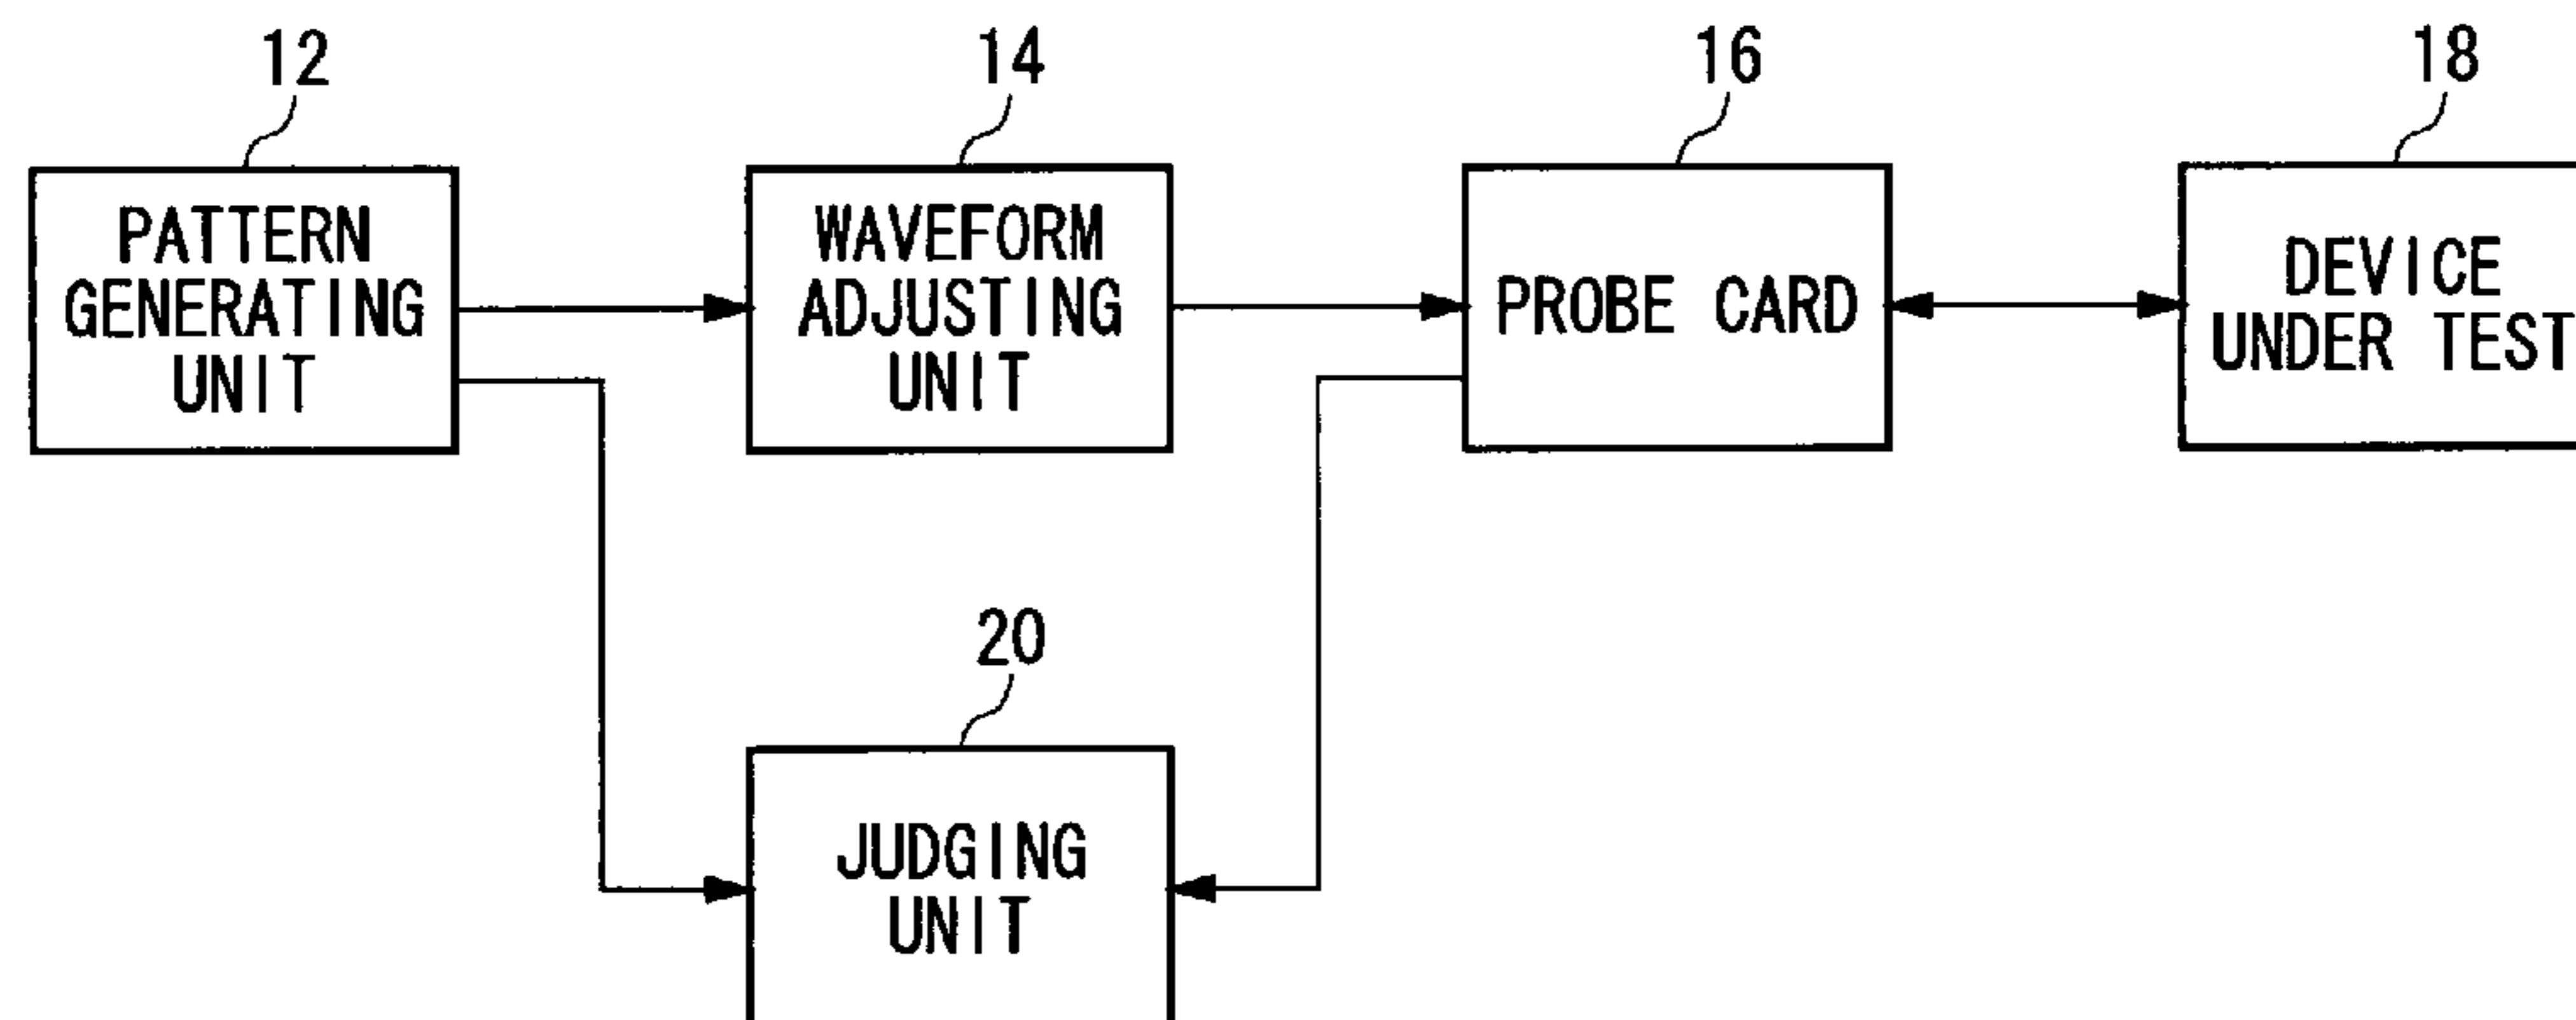 12
14
16
18
PATTERN
GENERATING
UNIT
WAVEFORM
ADJUSTING
UNIT
PROBE CARD
DEVICE
UNDER TEST
20
JUDGING
UNIT